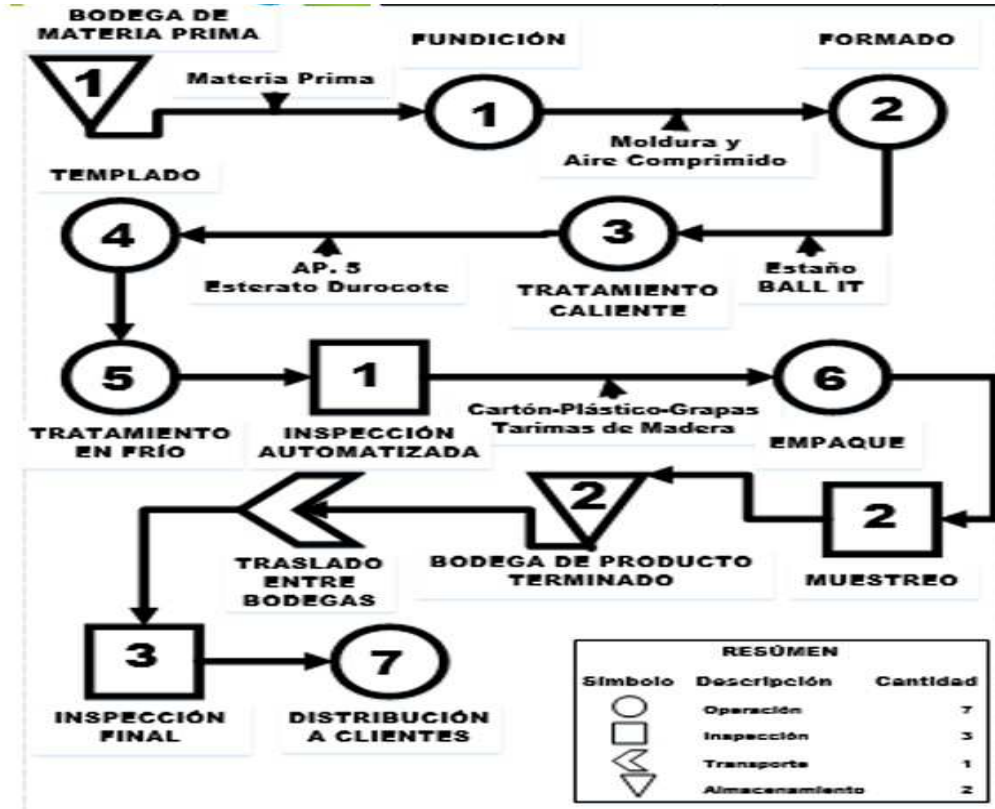 BODEGA DE
MATERIA PRIMA
1
Materia Prima
FUNDICIÓN
1
Moldura y
Aire Comprimido
FORMADO
2
TEMPLADO
4
AP. 5
Esterato Durocote
3
TRATAMIENTO
CALIENTE
Estaño
BALL IT
5
TRATAMIENTO
EN FRÍO
1
INSPECCIÓN
AUTOMATIZADA
Cartón-Plástico-Grapas
Tarimas de Madera
6
EMPAQUE
TRASLADO
ENTRE
BODEGAS
2
BODEGA DE PRODUCTO
TERMINADO
2
MUESTREO
3
INSPECCIÓN
FINAL
7
DISTRIBUCIÓN
A CLIENTES
RESÚMEN
Símbolo Descripción Cantidad
Operación 7
Inspección 3
Transporte 1
Almacenamiento 2